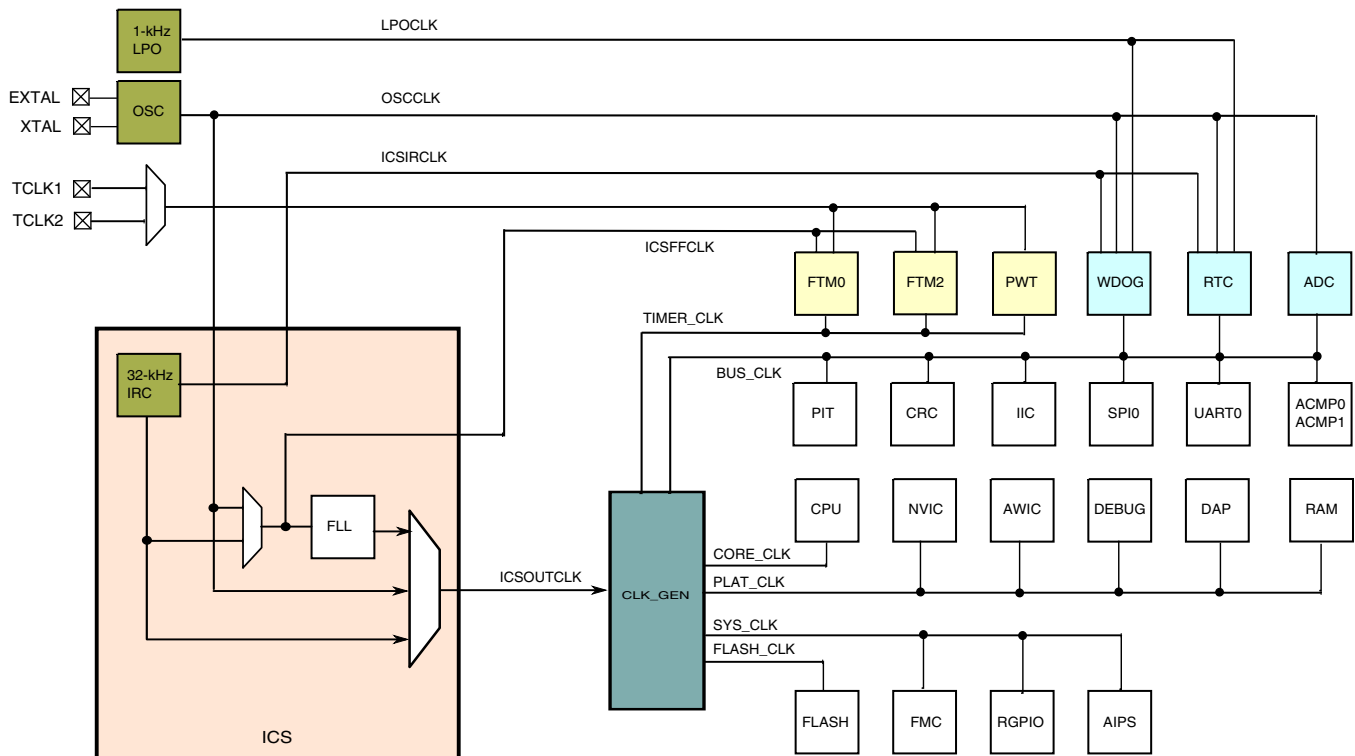 1-kHz
LPO
LPOCLK
EXTAL
XTAL
OSC
OSCCLK
ICSIRCLK
TCLK1
TCLK2
ICSFFCLK
FTM0
FTM2
PWT
WDOG
RTC
ADC
TIMER_CLK
BUS_CLK
32-kHz
IRC
PIT
CRC
IIC
SPI0
UART0
ACMP0
ACMP1
FLL
CPU
NVIC
AWIC
DEBUG
DAP
RAM
CORE_CLK
PLAT_CLK
ICSOUTCLK
CLK_GEN
SYS_CLK
FLASH_CLK
FLASH
FMC
RGPIO
AIPS
ICS